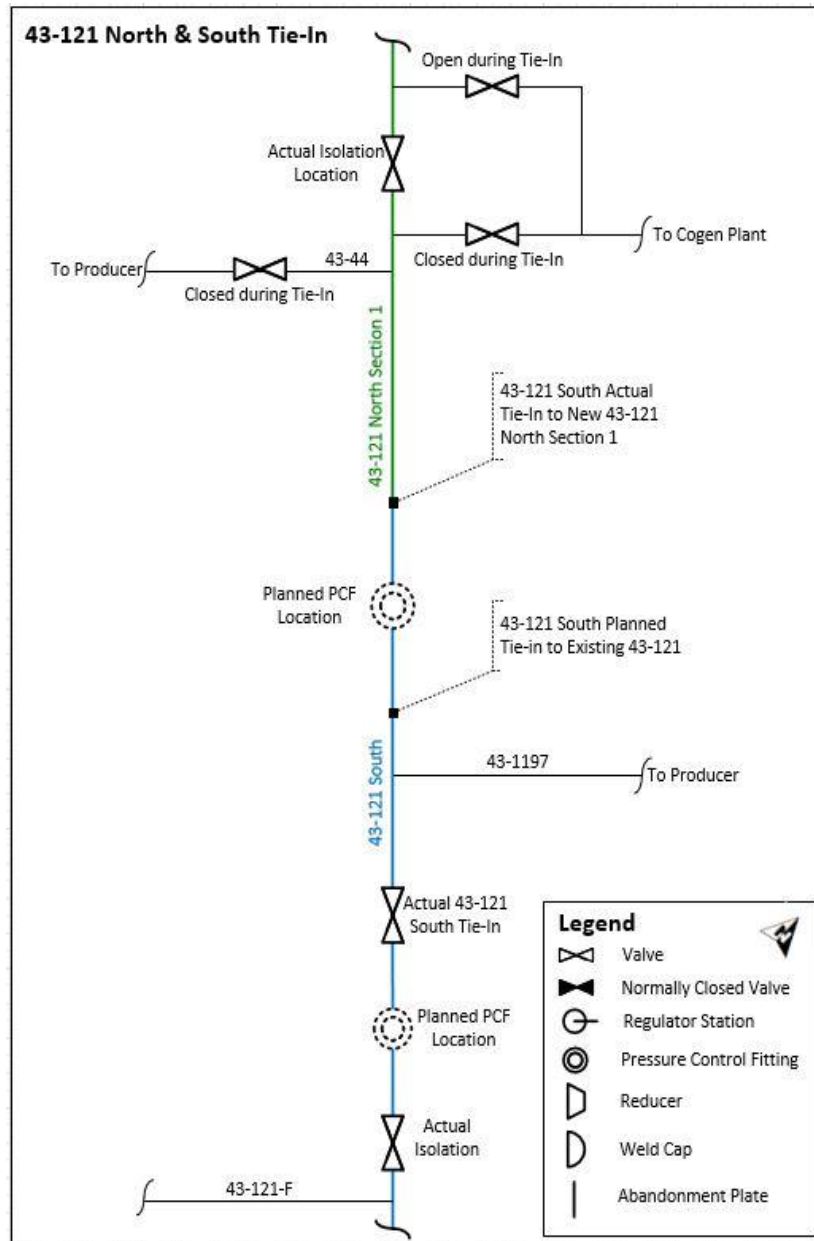 43-121 North & South Tie-In
Open during Tie-In
Actual Isolation
Location
To Cogen Plant
Closed during Tie-In
43-44
To Producer
Closed during Tie-In
43-121 North Section 1
43-121 South Actual
Tie-In to New 43-121
North Section 1
Planned PCF
Location
43-121 South Planned
Tie-in to Existing 43-121
43-121 South
43-1197
To Producer
Actual 43-121
South Tie-In
Planned PCF
Location
Actual
Isolation
43-121-F
Legend
N
Valve
Normally Closed Valve
Regulator Station
Pressure Control Fitting
Reducer
Weld Cap
Abandonment Plate